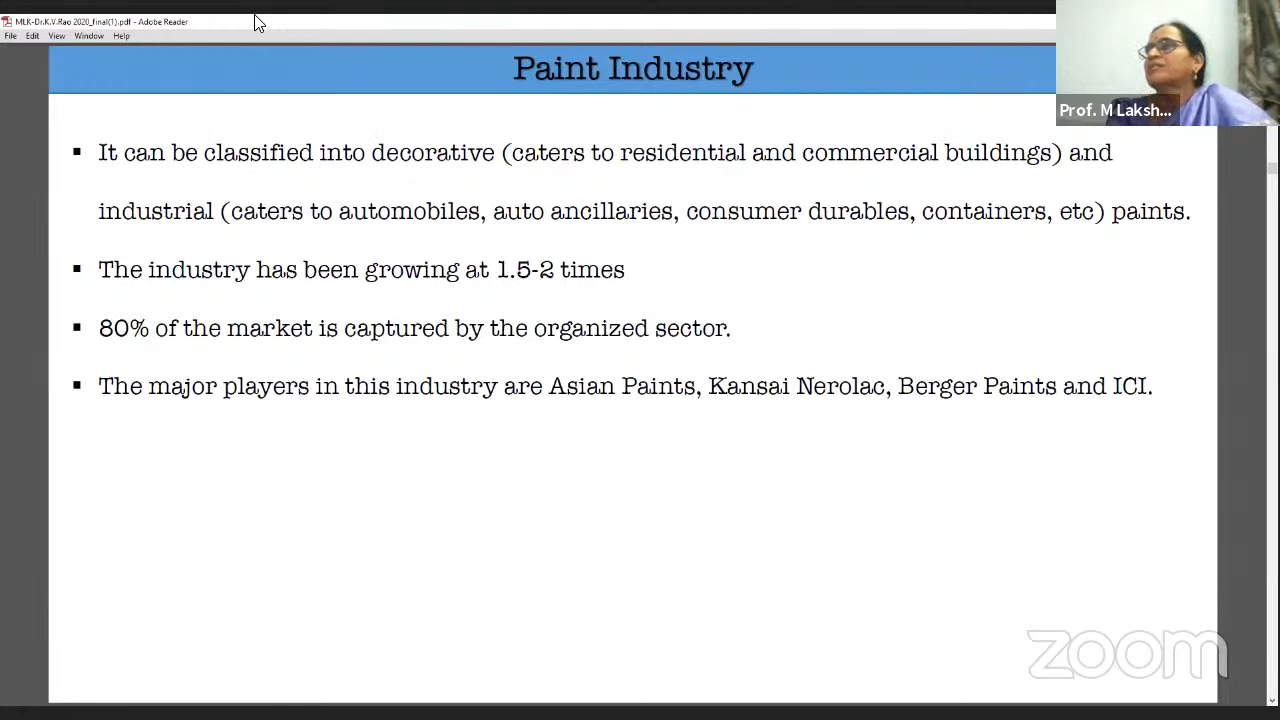 MLK-Dr.K.V.Rao 2020_final(1).pdf - Adobe Reader
File Edit View Window Help
Paint Industry
Prof. M Laksh...
▪ It can be classified into decorative (caters to residential and commercial buildings) and
industrial (caters to automobiles, auto ancillaries, consumer durables, containers, etc) paints.
▪ The industry has been growing at 1.5-2 times
▪ 80% of the market is captured by the organized sector.
▪ The major players in this industry are Asian Paints, Kansai Nerolac, Berger Paints and ICI.
zoom